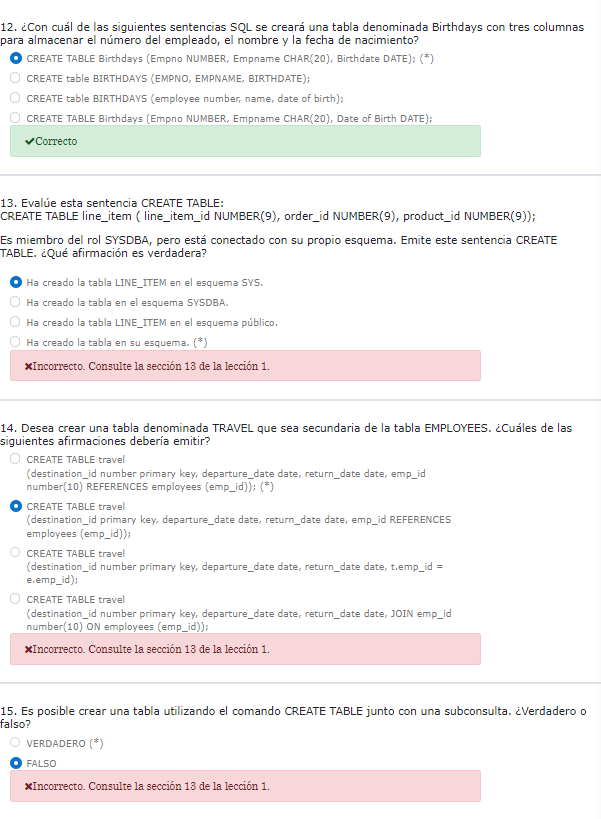 12. ¿Con cuál de las siguientes sentencias SQL se creará una tabla denominada Birthdays con tres columnas
para almacenar el número del empleado, el nombre y la fecha de nacimiento?
CREATE TABLE Birthdays (Empno NUMBER, Empname CHAR(20), Birthdate DATE); (*)
CREATE table BIRTHDAYS (EMPNO, EMPNAME, BIRTHDATE);
CREATE table BIRTHDAYS (employee number, name, date of birth);
CREATE TABLE Birthdays (Empno NUMBER, Empname CHAR(20), Date of Birth DATE);
✔Correcto
13. Evalúe esta sentencia CREATE TABLE:
CREATE TABLE line_item ( line_item_id NUMBER(9), order_id NUMBER(9), product_id NUMBER(9));
Es miembro del rol SYSDBA, pero está conectado con su propio esquema. Emite este sentencia CREATE
TABLE. ¿Qué afirmación es verdadera?
Ha creado la tabla LINE_ITEM en el esquema SYS.
Ha creado la tabla en el esquema SYSDBA.
Ha creado la tabla LINE_ITEM en el esquema público.
Ha creado la tabla en su esquema. (*)
✖Incorrecto. Consulte la sección 13 de la lección 1.
14. Desea crear una tabla denominada TRAVEL que sea secundaria de la tabla EMPLOYEES. ¿Cuáles de las
siguientes afirmaciones debería emitir?
CREATE TABLE travel
(destination_id number primary key, departure_date date, return_date date, emp_id
number(10) REFERENCES employees (emp_id)); (*)
CREATE TABLE travel
(destination_id primary key, departure_date date, return_date date, emp_id REFERENCES
employees (emp_id));
CREATE TABLE travel
(destination_id number primary key, departure_date date, return_date date, t.emp_id =
e.emp_id);
CREATE TABLE travel
(destination_id number primary key, departure_date date, return_date date, JOIN emp_id
number(10) ON employees (emp_id));
✖Incorrecto. Consulte la sección 13 de la lección 1.
15. Es posible crear una tabla utilizando el comando CREATE TABLE junto con una subconsulta. ¿Verdadero o
falso?
VERDADERO (*)
FALSO
✖Incorrecto. Consulte la sección 13 de la lección 1.